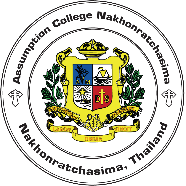 Assumption College Nakhonratchasima
Nakhonratchasima, Thailand